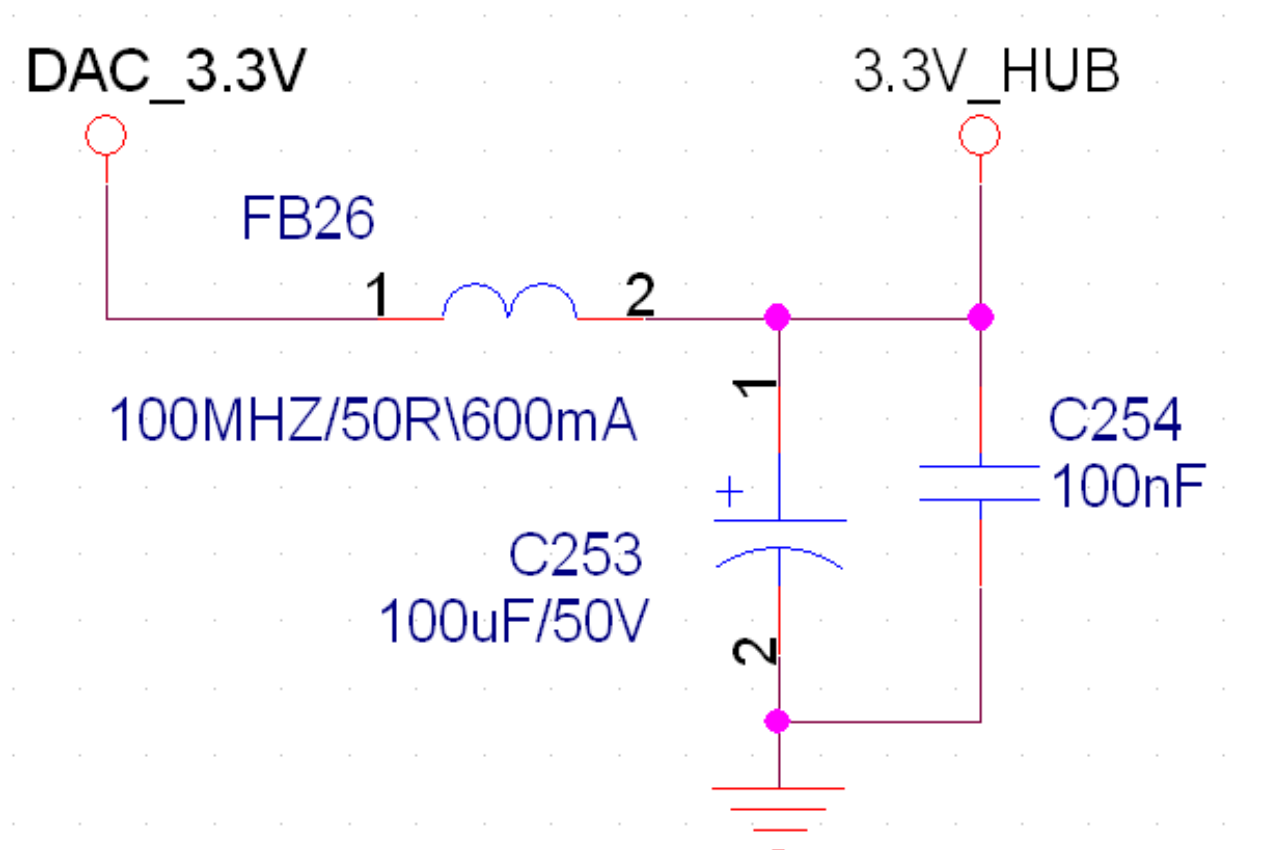 DAC_3.3V
3.3V_HUB
FB26
1
2
100MHZ/50R\600mA
1
C254
100nF
+
C253
100uF/50V
2